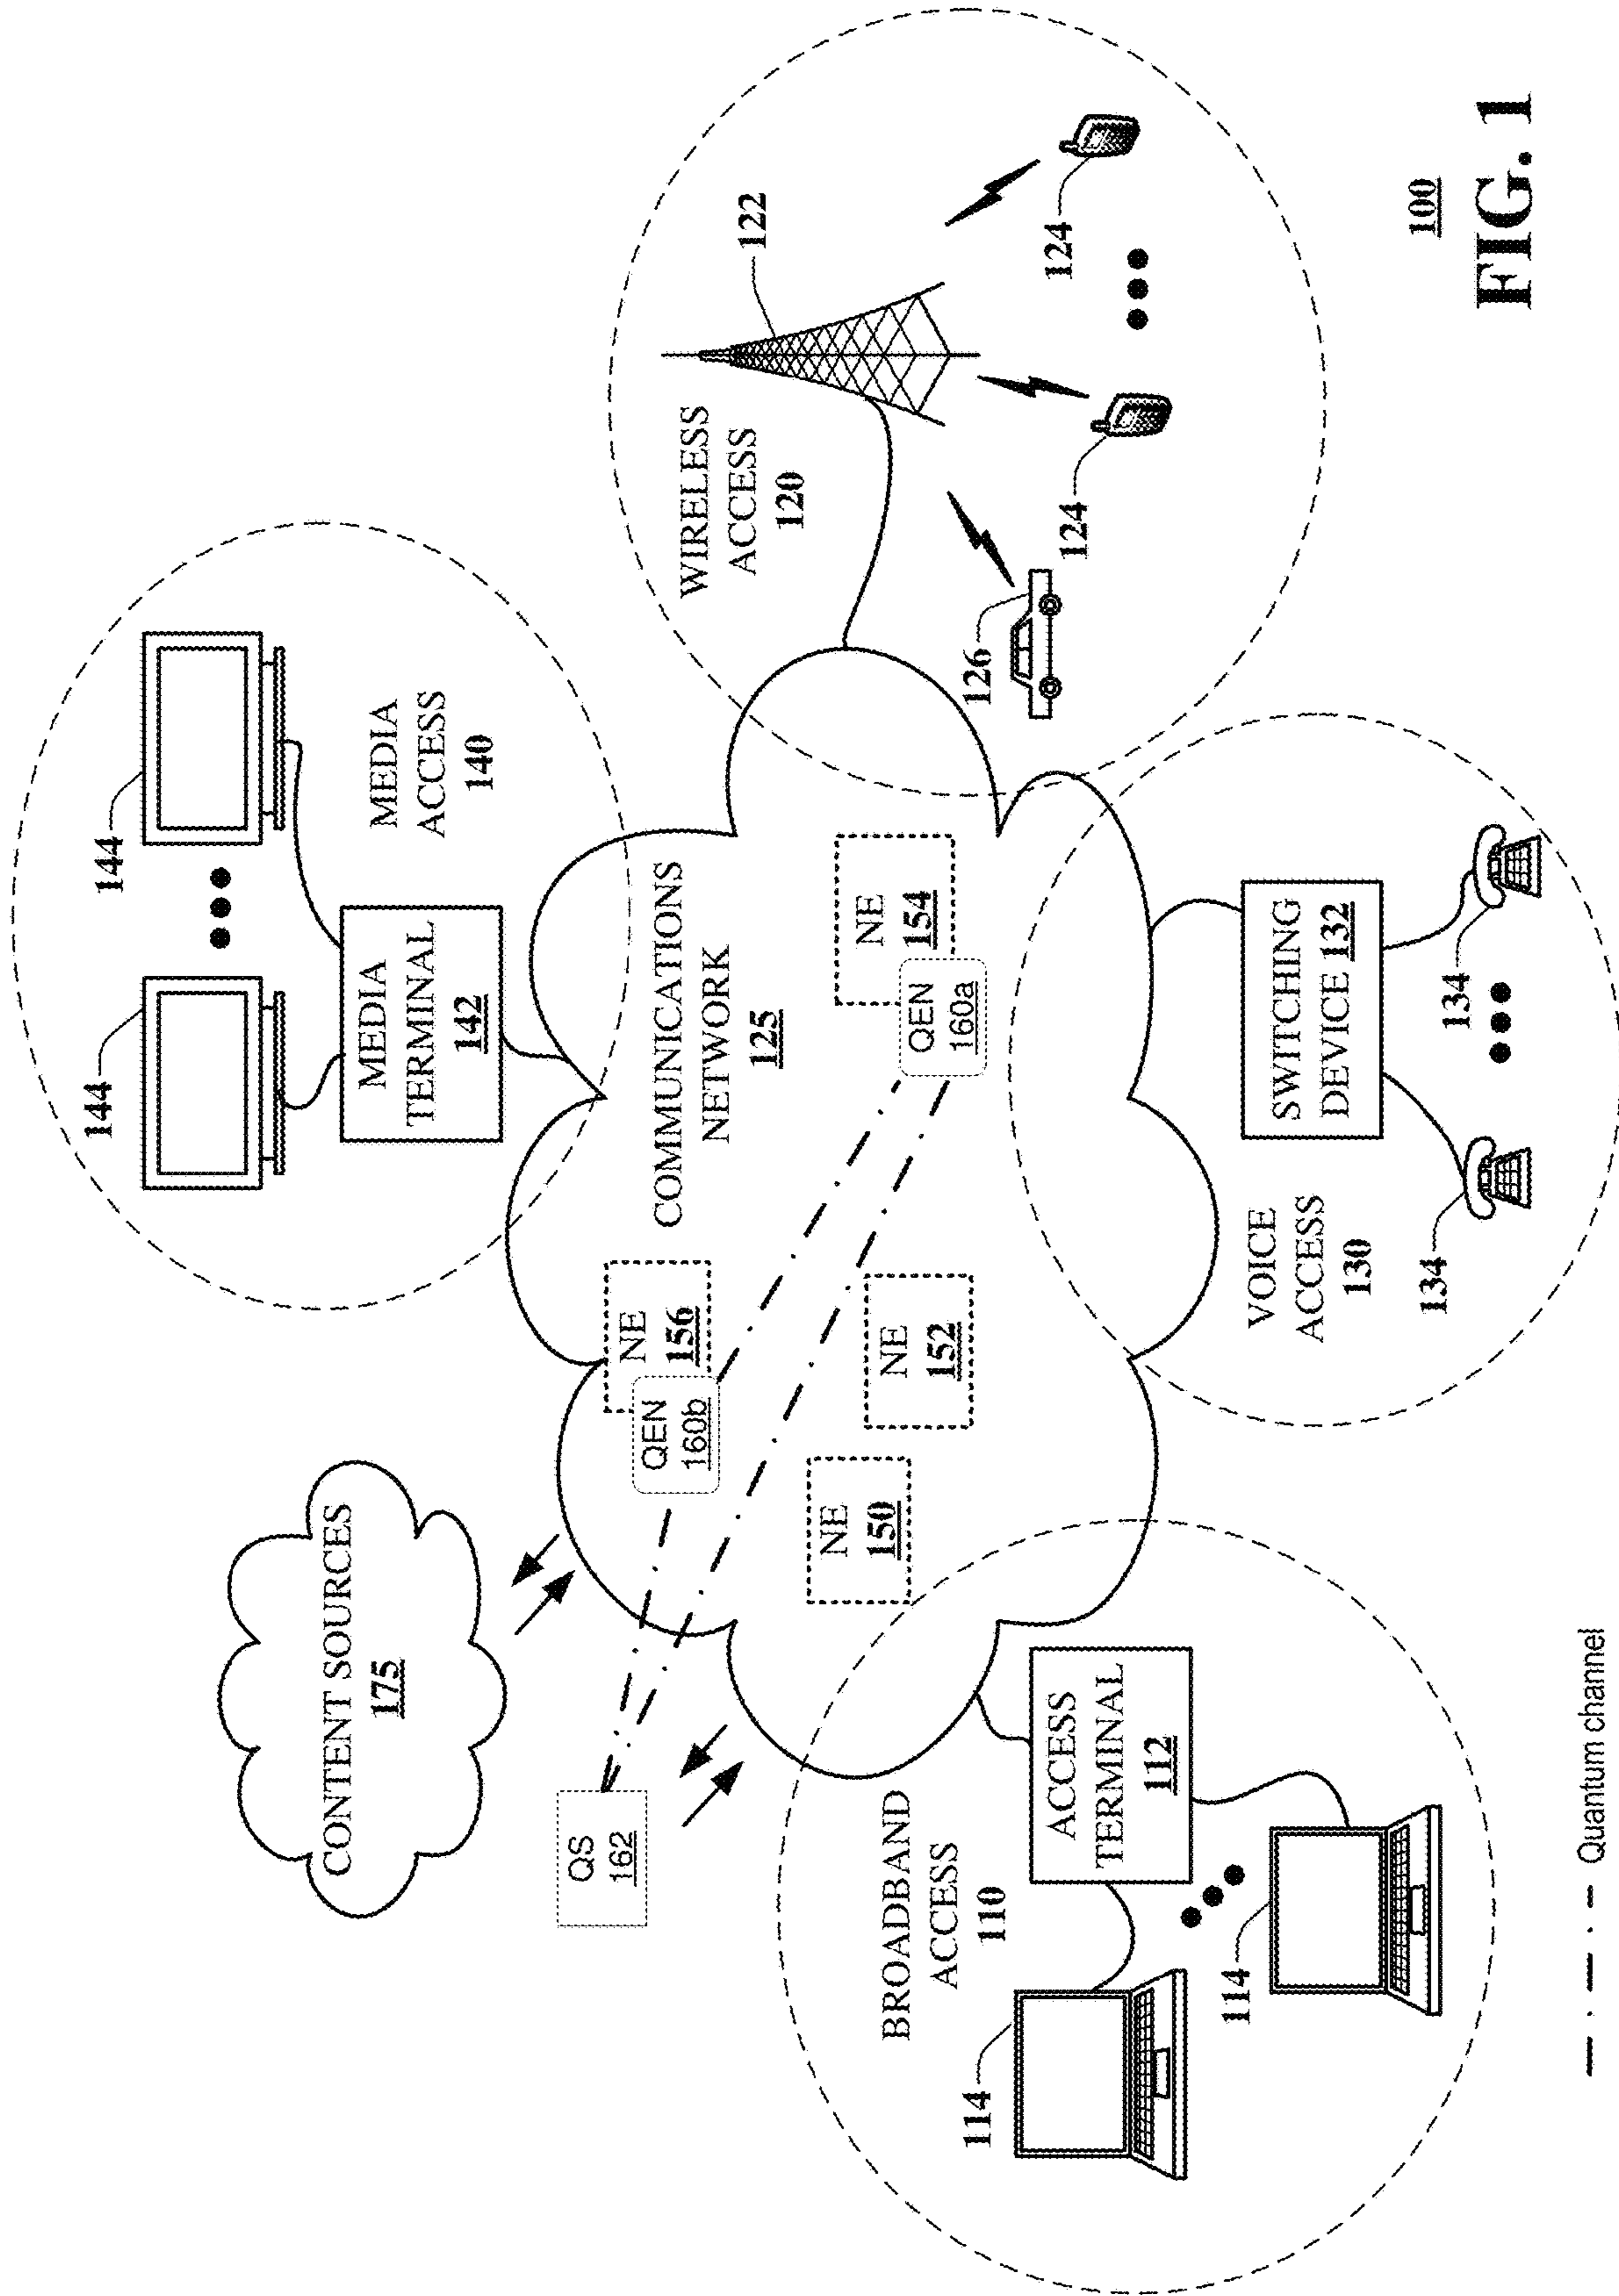 144
144
MEDIA
TERMINAL
142
MEDIA
ACCESS
140
CONTENT SOURCES
175
QS
162
QEN
160b
NE
156
COMMUNICATIONS
NETWORK
125
NE
150
NE
152
QEN
160a
NE
154
WIRELESS
ACCESS
120
122
126
124
124
BROADBAND
ACCESS
110
ACCESS
TERMINAL
112
114
114
VOICE
ACCESS
130
SWITCHING
DEVICE 132
134
134
Quantum channel
100
FIG. 1